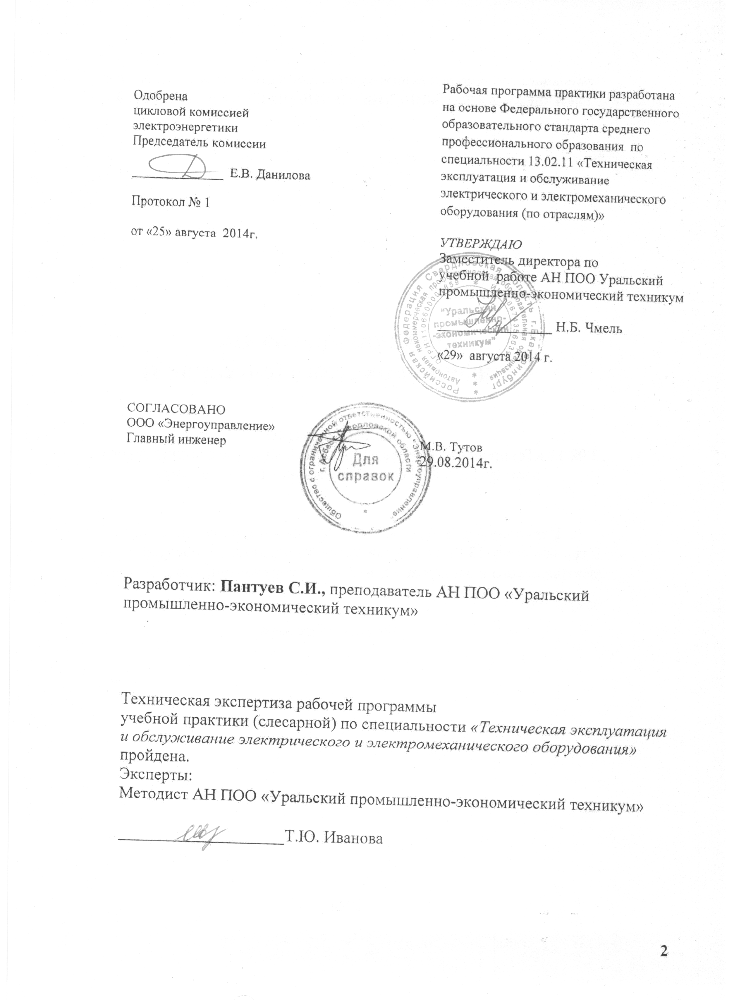 Одобрена
цикловой комиссией
электроэнергетики
Председатель комиссии
Е.В. Данилова
Протокол № 1
от «25» августа 2014г.
Рабочая программа практики разработана
на основе Федерального государственного
образовательного стандарта среднего
профессионального образования по
специальности 13.02.11 «Техническая
эксплуатация и обслуживание
электрического и электромеханического
оборудования (по отраслям)»
УТВЕРЖДАЮ
Заместитель директора по
учебной работе АН ПОО Уральский
промышленно-экономический техникум
Н.Б. Чмель
«29» августа 2014 г.
Российская Федерация Свердловская область г. Екатеринбург
Автономная некоммерческая профессиональная образовательная организация
"Уральский
промышленно-
-экономический
техникум"
СОГЛАСОВАНО
ООО «Энергоуправление»
Главный инженер
Общество с ограниченной ответственностью "Энергоуправление"
г. Асбест Свердловской области
Для
справок
М.В. Тутов
29.08.2014г.
Разработчик: Пантуев С.И., преподаватель АН ПОО «Уральский
промышленно-экономический техникум»
Техническая экспертиза рабочей программы
учебной практики (слесарной) по специальности «Техническая эксплуатация
и обслуживание электрического и электромеханического оборудования»
пройдена.
Эксперты:
Методист АН ПОО «Уральский промышленно-экономический техникум»
Т.Ю. Иванова
2